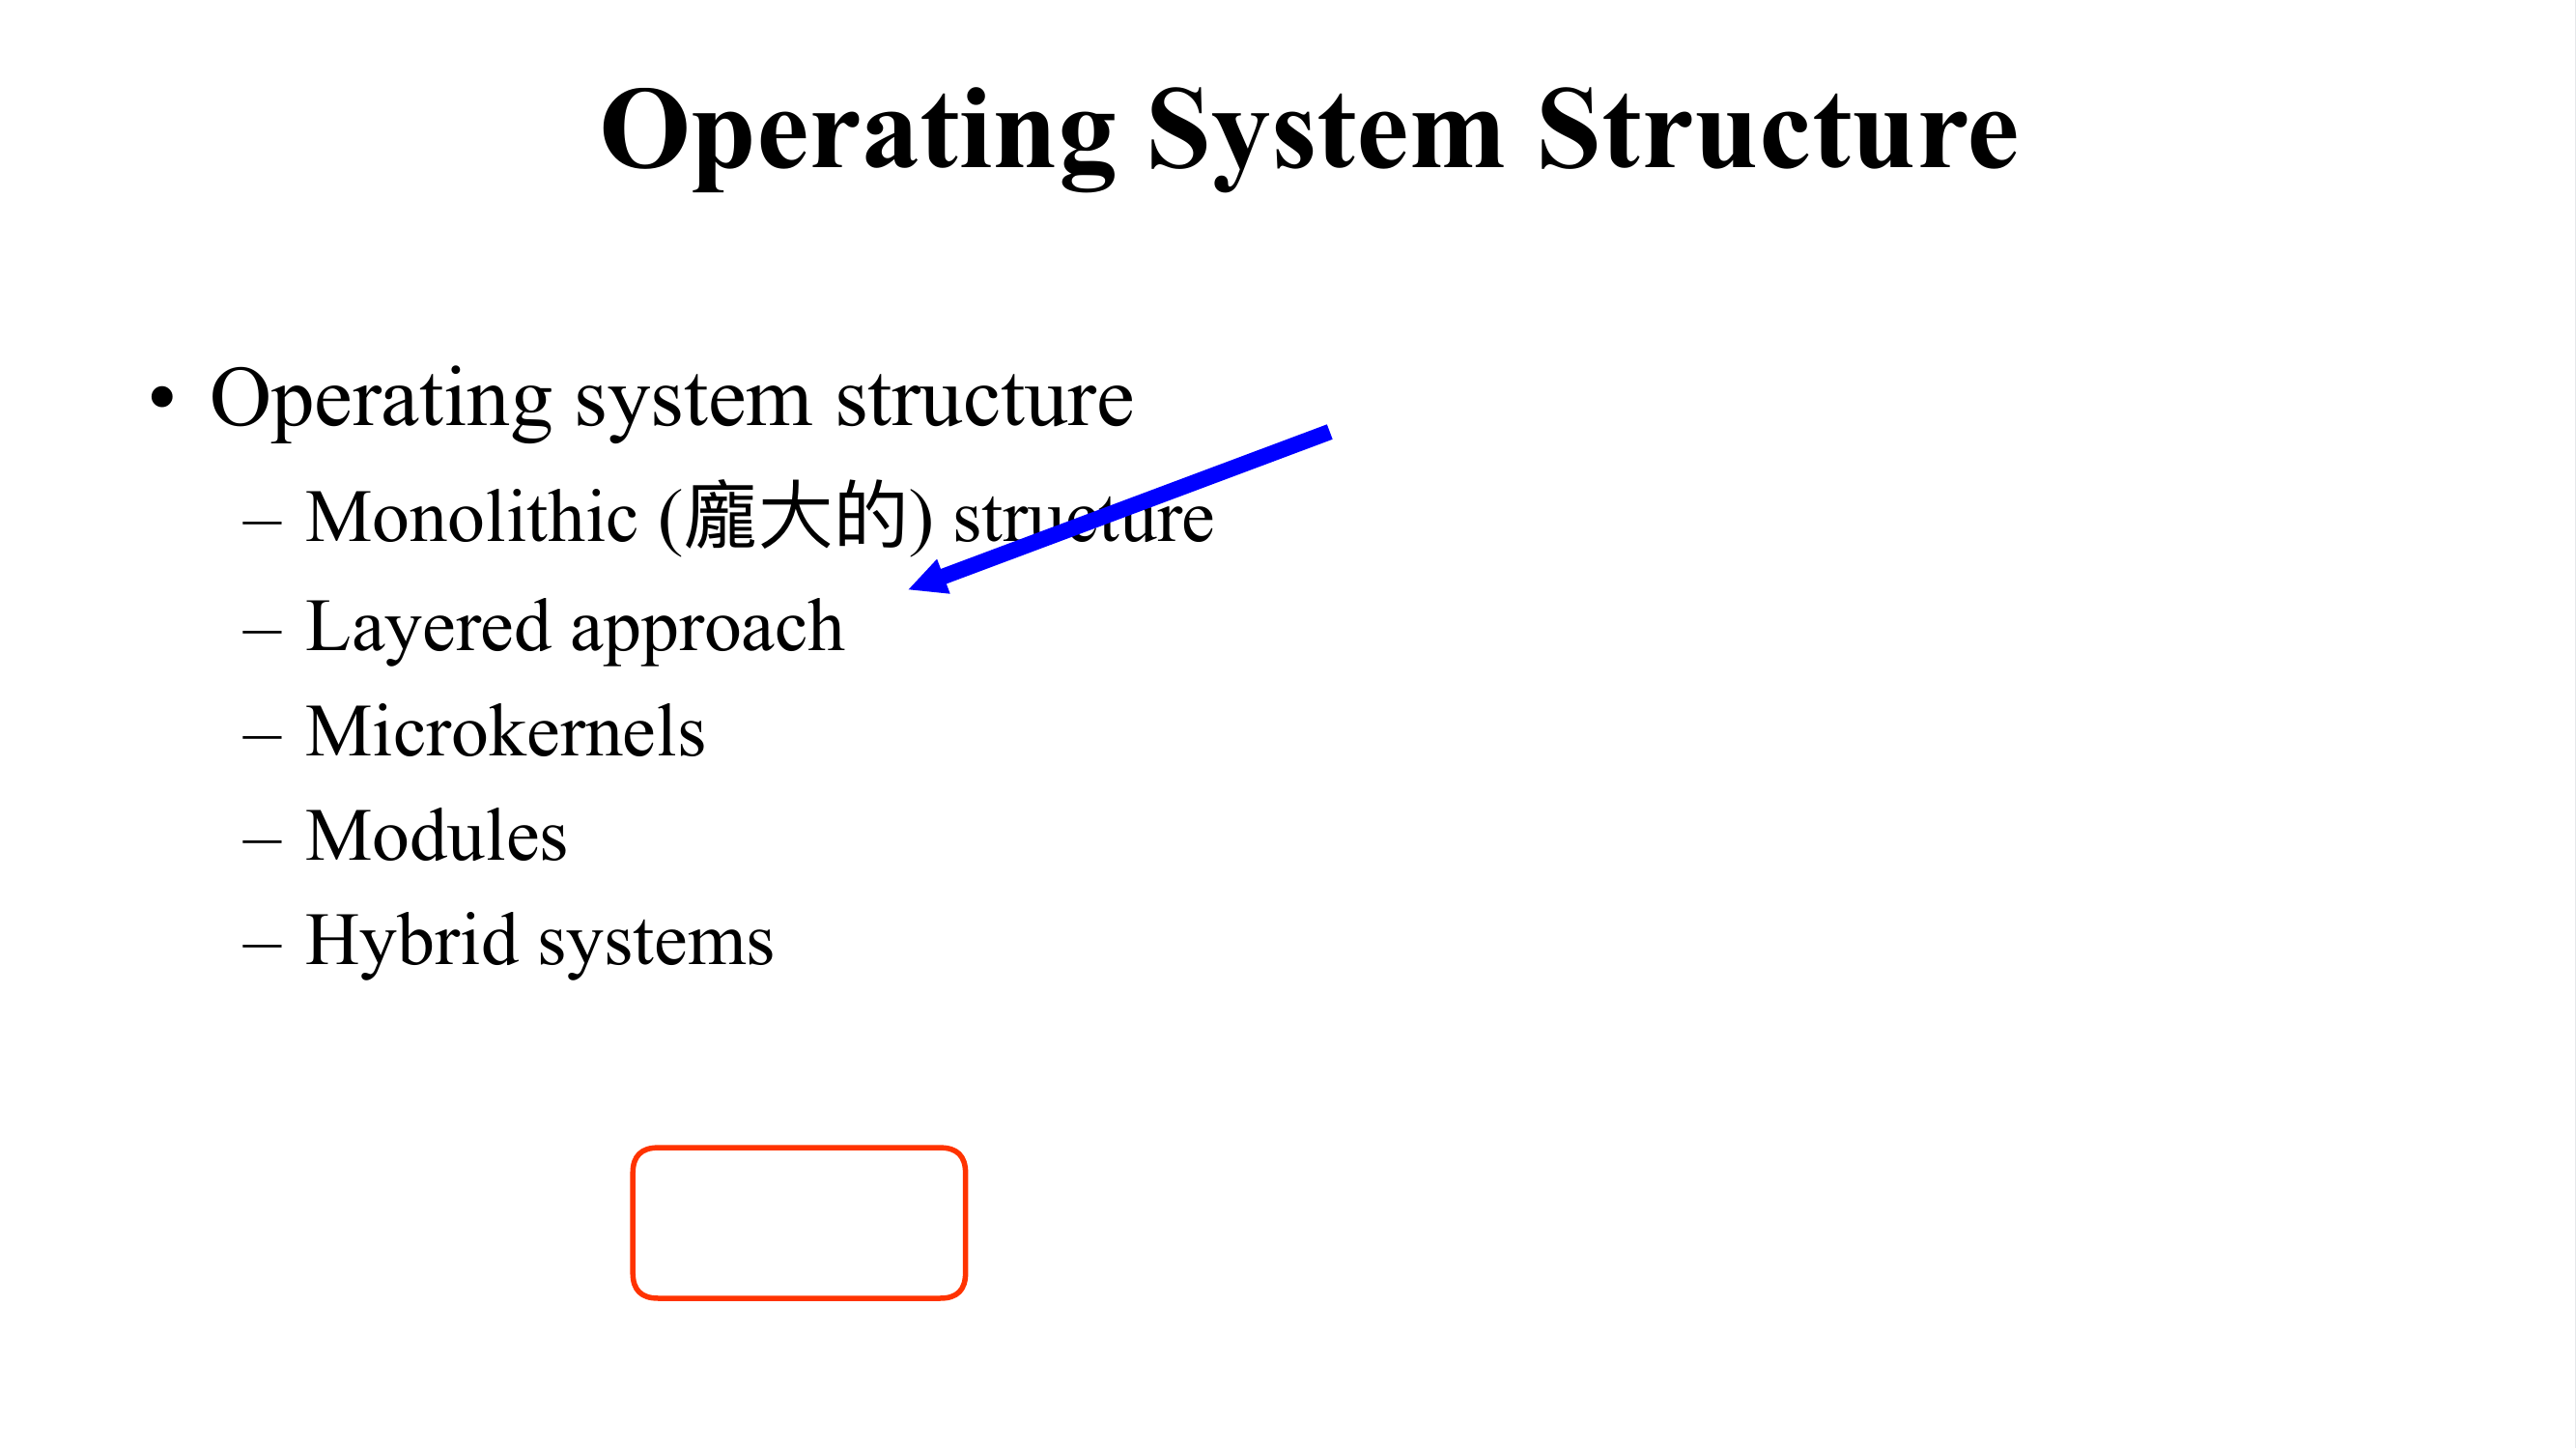 Operating System Structure
• Operating system structure
– Monolithic (龐大的) structure
– Layered approach
– Microkernels
– Modules
– Hybrid systems